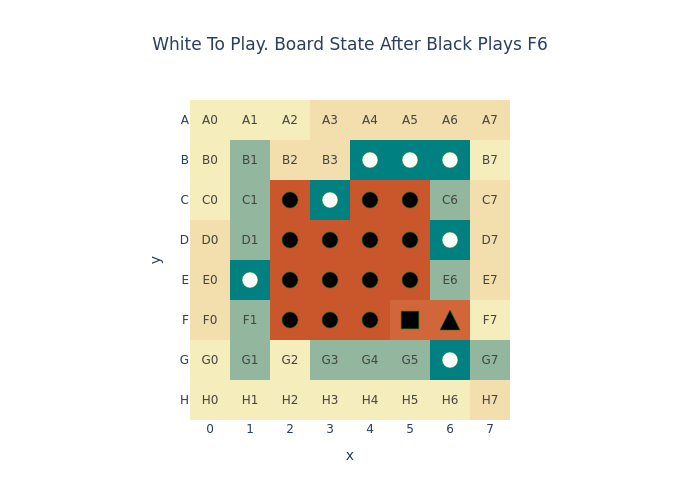 White To Play. Board State After Black Plays F6
A A0 A1 A2 A3 A4 A5 A6 A7
B B0 B1 B2 B3 B7
C C0 C1 C6 C7
D D0 D1 D7
E E0 E6 E7
F F0 F1 F7
G G0 G1 G2 G3 G4 G5 G7
H H0 H1 H2 H3 H4 H5 H6 H7
0 1 2 3 4 5 6 7
x
y